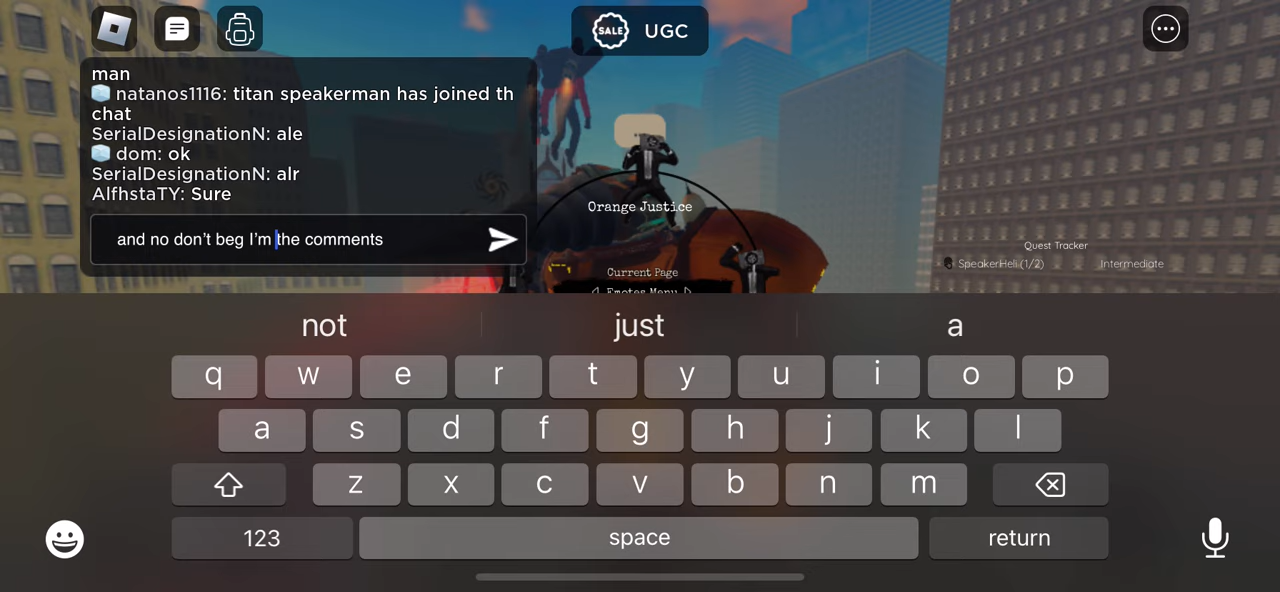 SALE UGC
man
natanos1116: titan speakerman has joined th
chat
SerialDesignationN: ale
dom: ok
SerialDesignationN: alr
AlfhstaTY: Sure
and no don't beg I'm the comments
...
Orange Justice
Current Page
Emotes Menu
Quest Tracker
SpeakerHeli (1/2) Intermediate
not just a
q w e r t y u i o p
a s d f g h j k l
z x c v b n m
123 space return